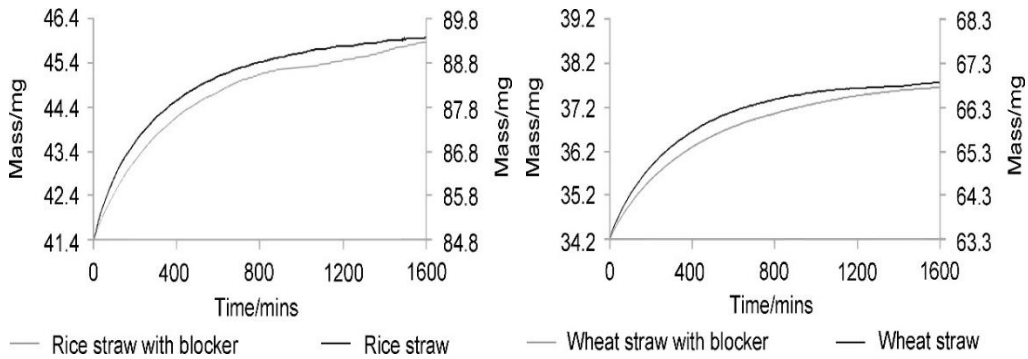 46.4 89.8 39.2 68.3
45.4 88.8 38.2 67.3
44.4 87.8 37.2 66.3
43.4 86.8 36.2 65.3
42.4 85.8 35.2 64.3
41.4 84.8 34.2 63.3
Mass/mg Mass/mg Mass/mg Mass/mg
0 400 800 1200 1600 0 400 800 1200 1600
Time/mins Time/mins
Rice straw with blocker Rice straw Wheat straw with blocker Wheat straw